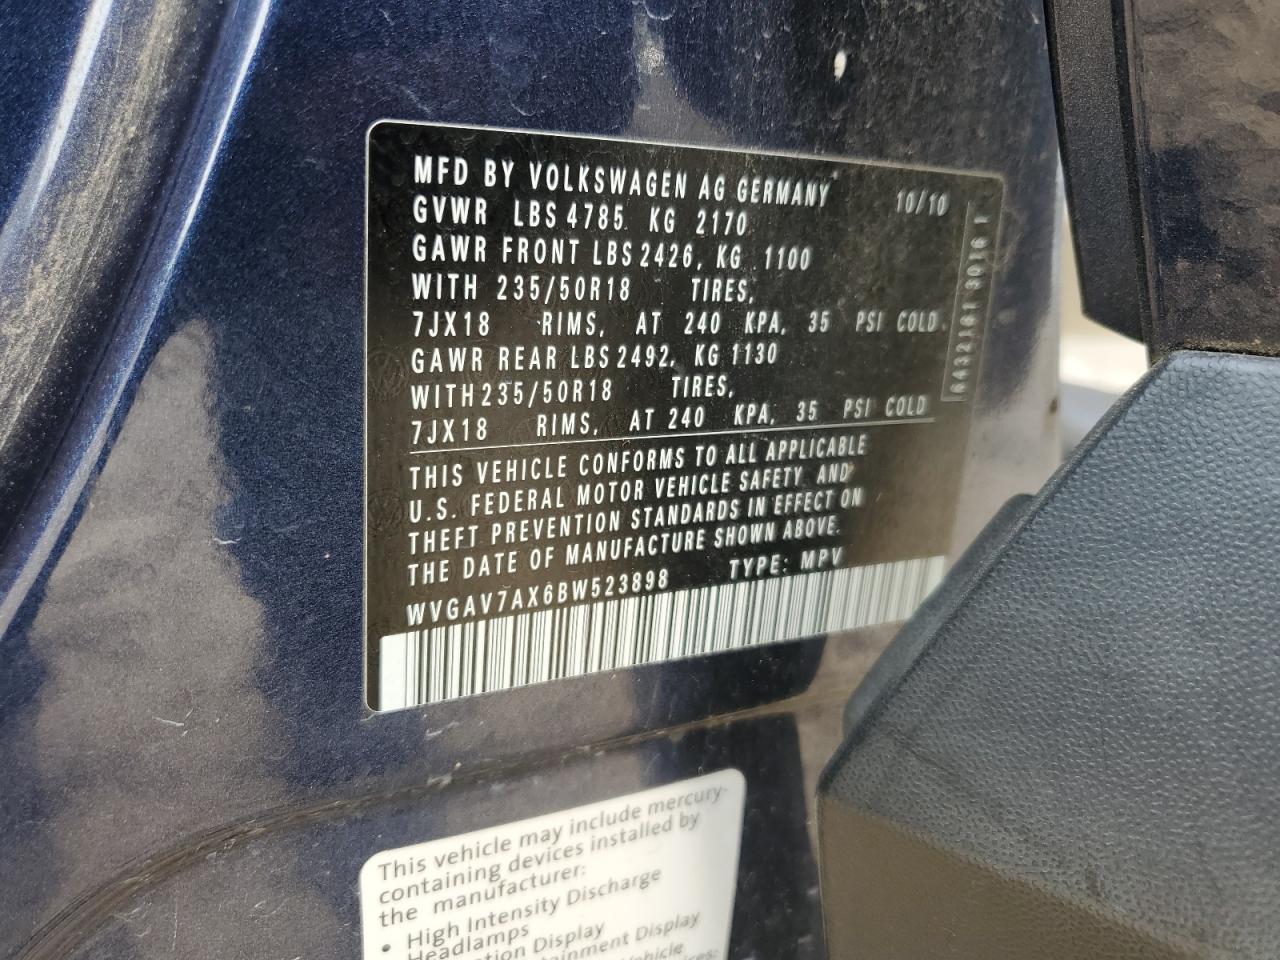 MFD BY VOLKSWAGEN AG GERMANY 10/10
GVWR LBS 4785 KG 2170
GAWR FRONT LBS 2426, KG 1100
WITH 235/50R18 TIRES,
7JX18 RIMS, AT 240 KPA, 35 PSI COLD.
GAWR REAR LBS 2492, KG 1130
WITH 235/50R18 TIRES,
7JX18 RIMS, AT 240 KPA, 35 PSI COLD
THIS VEHICLE CONFORMS TO ALL APPLICABLE
U.S. FEDERAL MOTOR VEHICLE SAFETY AND
THEFT PREVENTION STANDARDS IN EFFECT ON
THE DATE OF MANUFACTURE SHOWN ABOVE.
WVGAV7AX6BW523898 TYPE: MPV
This vehicle may include mercury-
containing devices installed by
the manufacturer:
• High Intensity Discharge
Headlamps
Display
Display